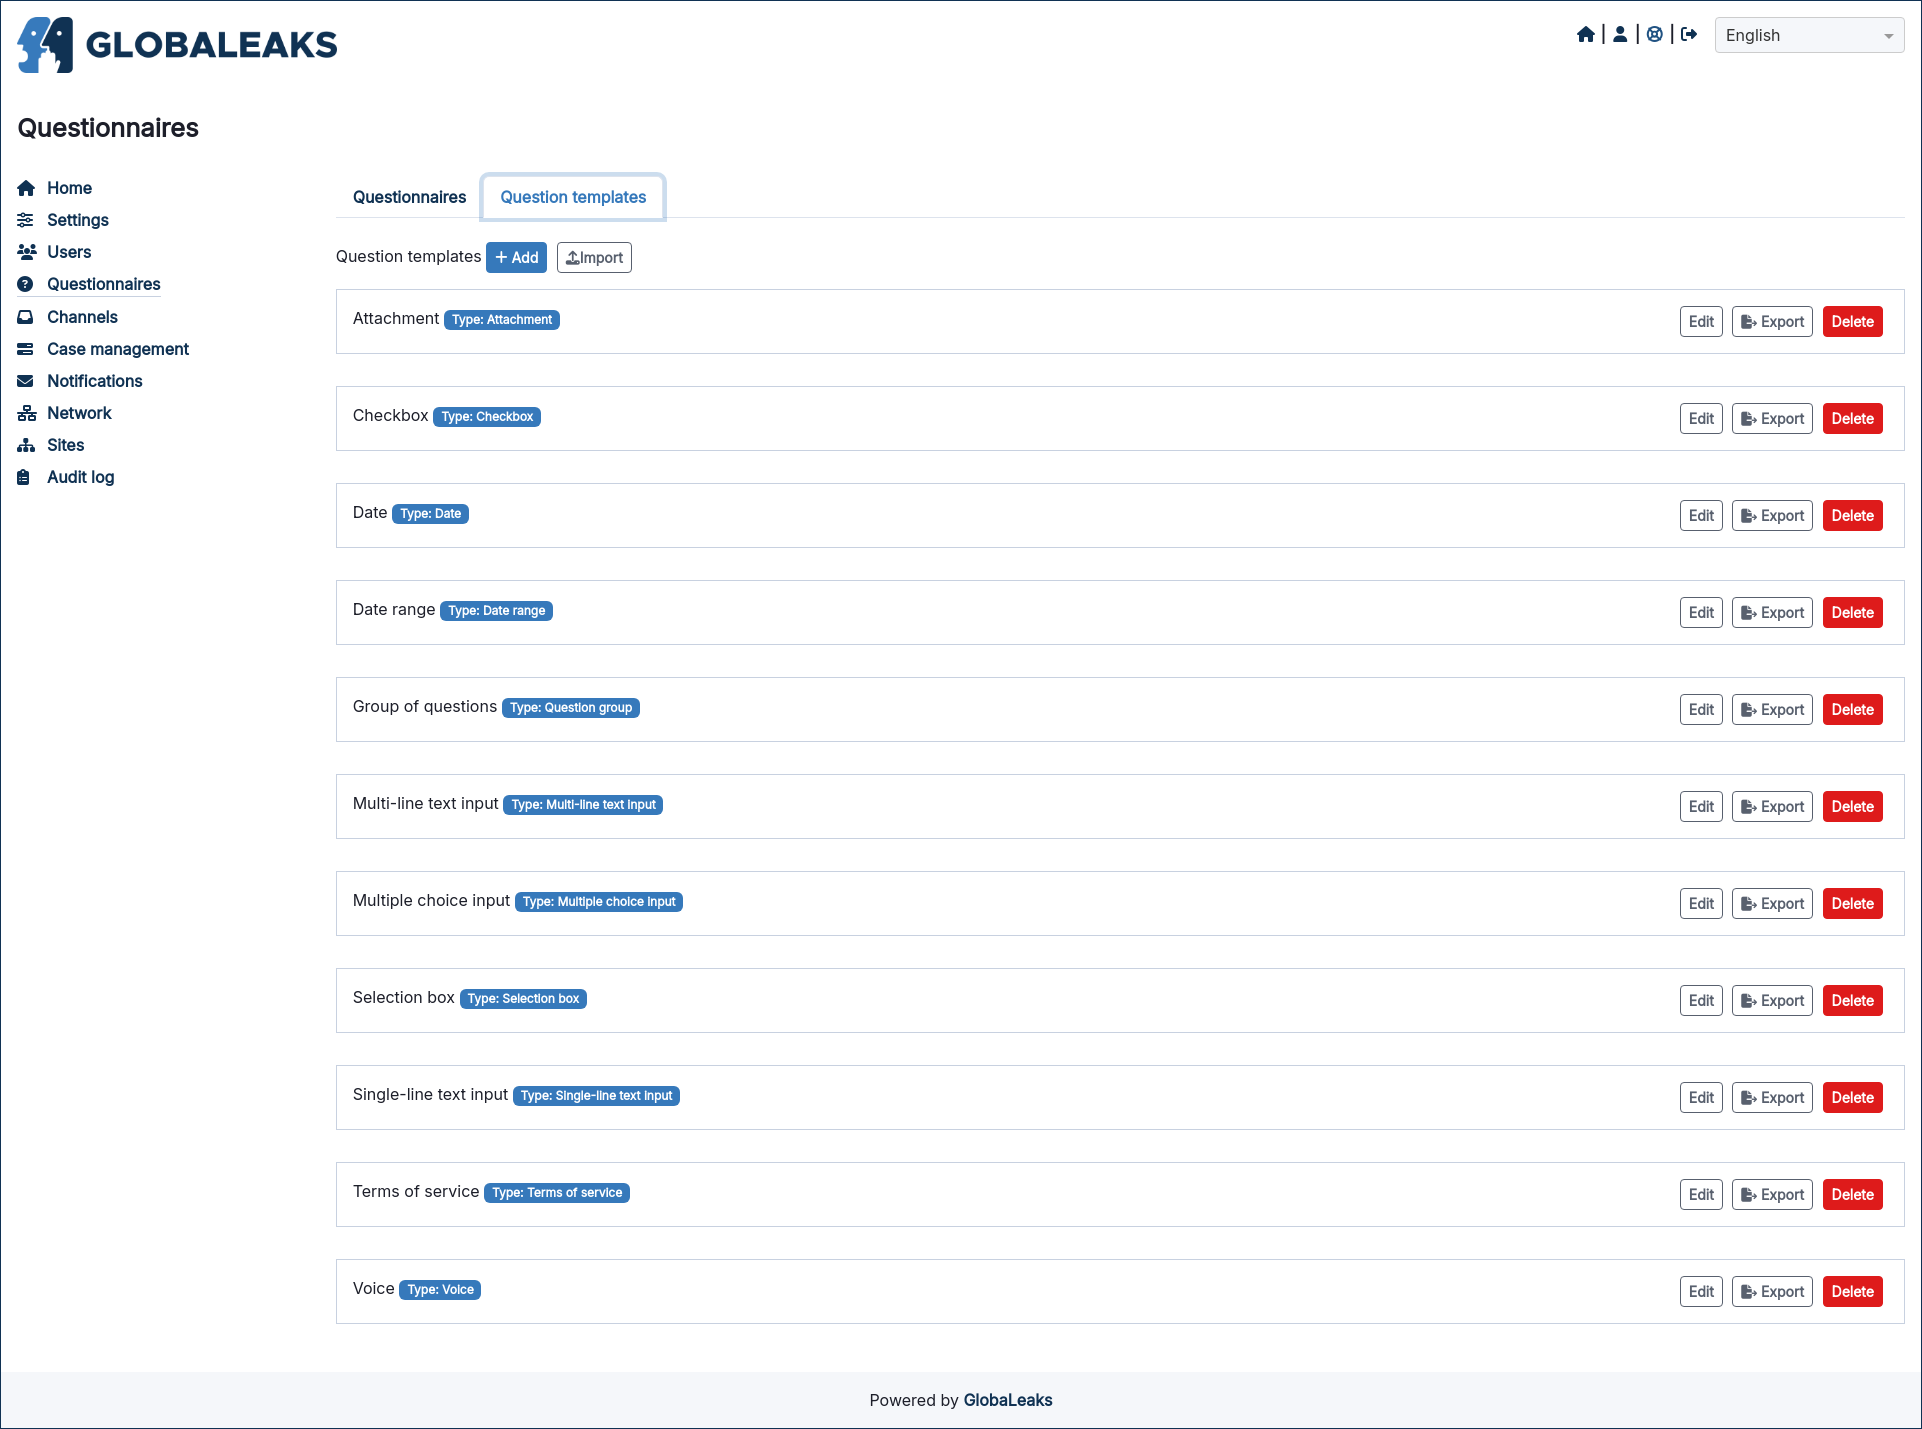 GLOBALEAKS
English
Questionnaires
Home
Settings
Users
Questionnaires
Channels
Case management
Notifications
Network
Sites
Audit log
Questionnaires Question templates
Question templates Add Import
Attachment Type: Attachment Edit Export Delete
Checkbox Type: Checkbox Edit Export Delete
Date Type: Date Edit Export Delete
Date range Type: Date range Edit Export Delete
Group of questions Type: Question group Edit Export Delete
Multi-line text input Type: Multi-line text input Edit Export Delete
Multiple choice input Type: Multiple choice input Edit Export Delete
Selection box Type: Selection box Edit Export Delete
Single-line text input Type: Single-line text input Edit Export Delete
Terms of service Type: Terms of service Edit Export Delete
Voice Type: Voice Edit Export Delete
Powered by GlobaLeaks